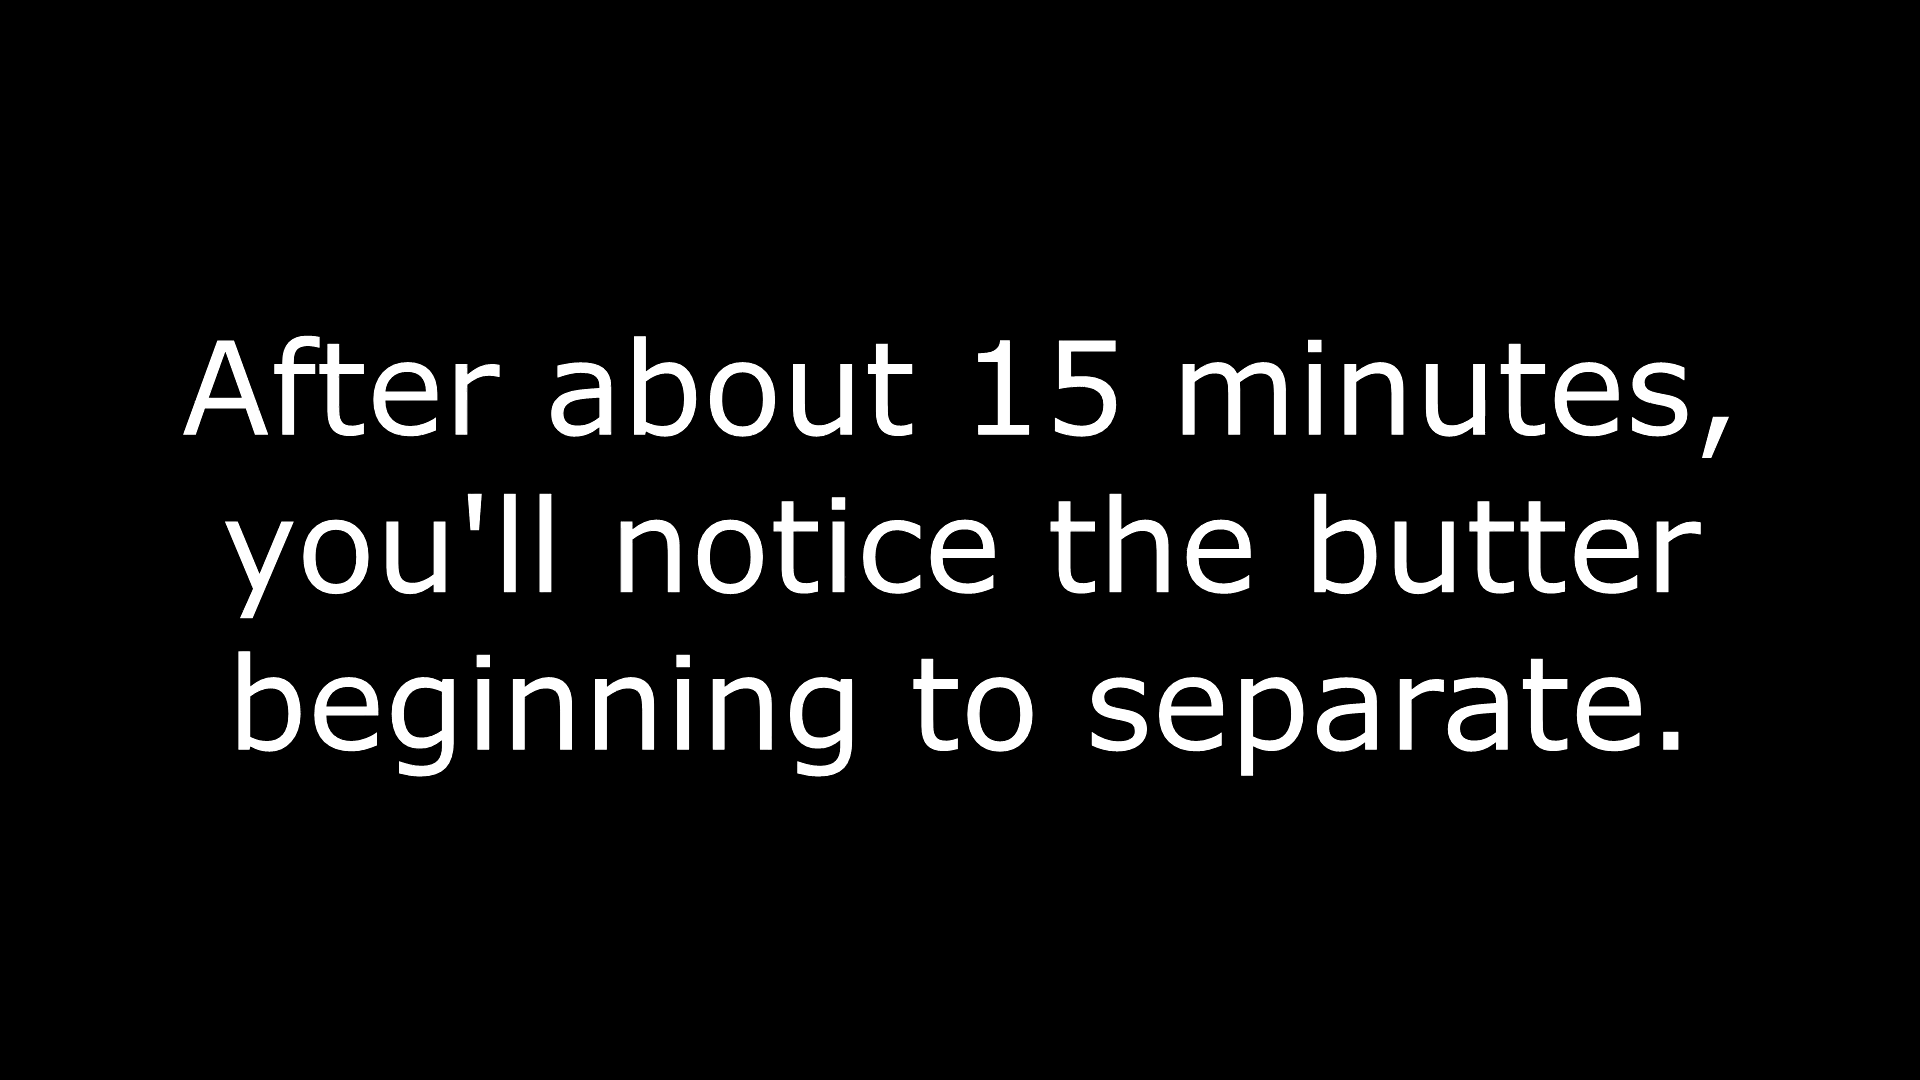 After about 15 minutes,
you'll notice the butter
beginning to separate.